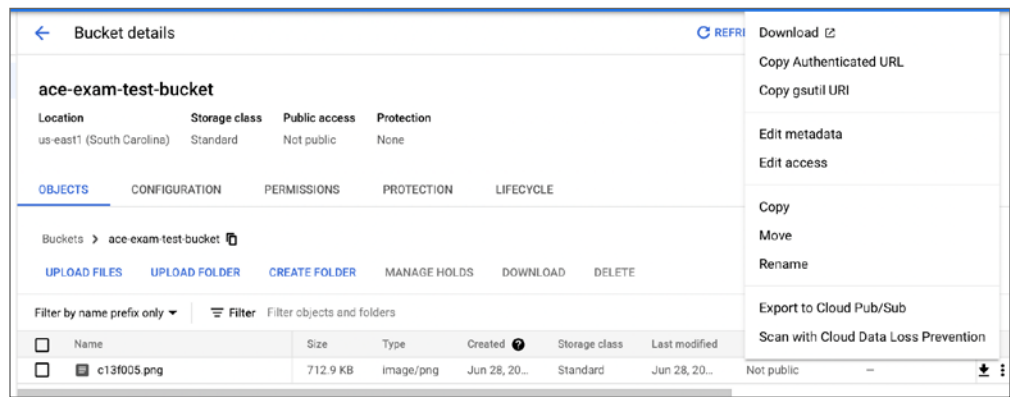 Bucket details
REFRE
ace-exam-test-bucket
Location Storage class Public access Protection
us-east1 (South Carolina) Standard Not public None
OBJECTS CONFIGURATION PERMISSIONS PROTECTION LIFECYCLE
Buckets > ace-exam-test-bucket
UPLOAD FILES UPLOAD FOLDER CREATE FOLDER MANAGE HOLDS DOWNLOAD DELETE
Filter by name prefix only Filter Filter objects and folders
Name Size Type Created Storage class Last modified
c13f005.png 712.9 KB image/png Jun 28, 20... Standard Jun 28, 20... Not public –
Download
Copy Authenticated URL
Copy gsutil URI
Edit metadata
Edit access
Copy
Move
Rename
Export to Cloud Pub/Sub
Scan with Cloud Data Loss Prevention